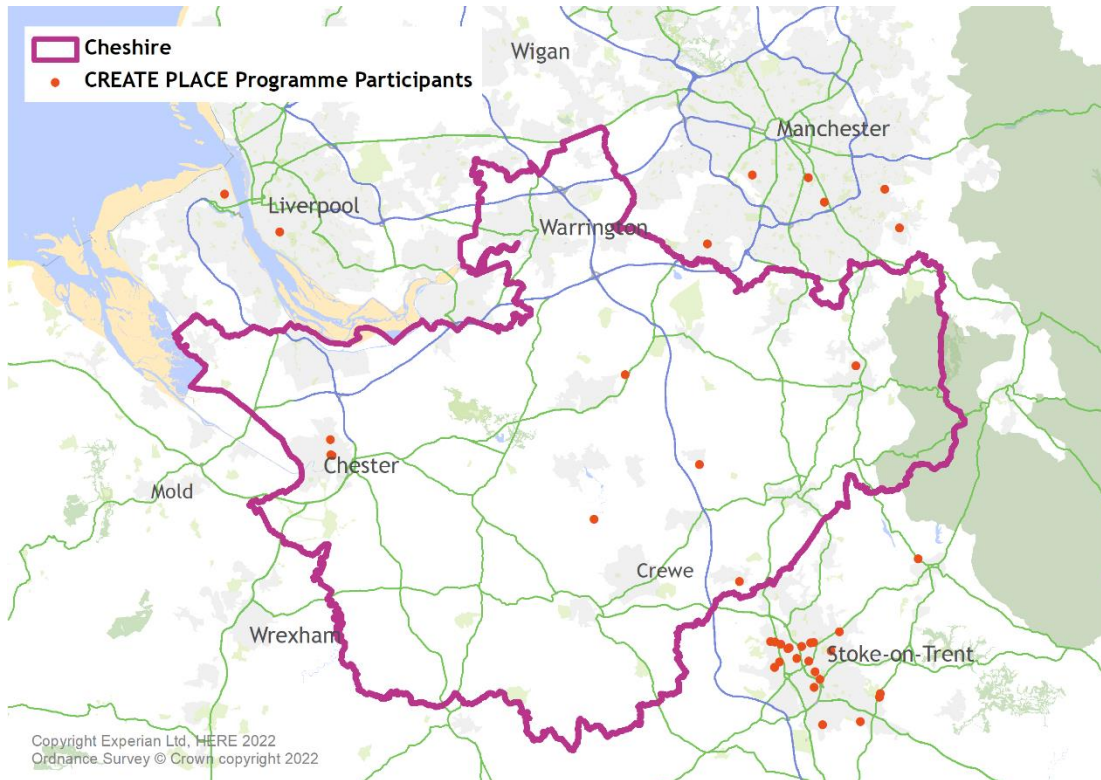 Cheshire
CREATE PLACE Programme Participants
Wigan
Manchester
Liverpool
Warrington
Chester
Mold
Crewe
Wrexham
Stoke-on-Trent
Copyright Experian Ltd, HERE 2022
Ordnance Survey © Crown copyright 2022